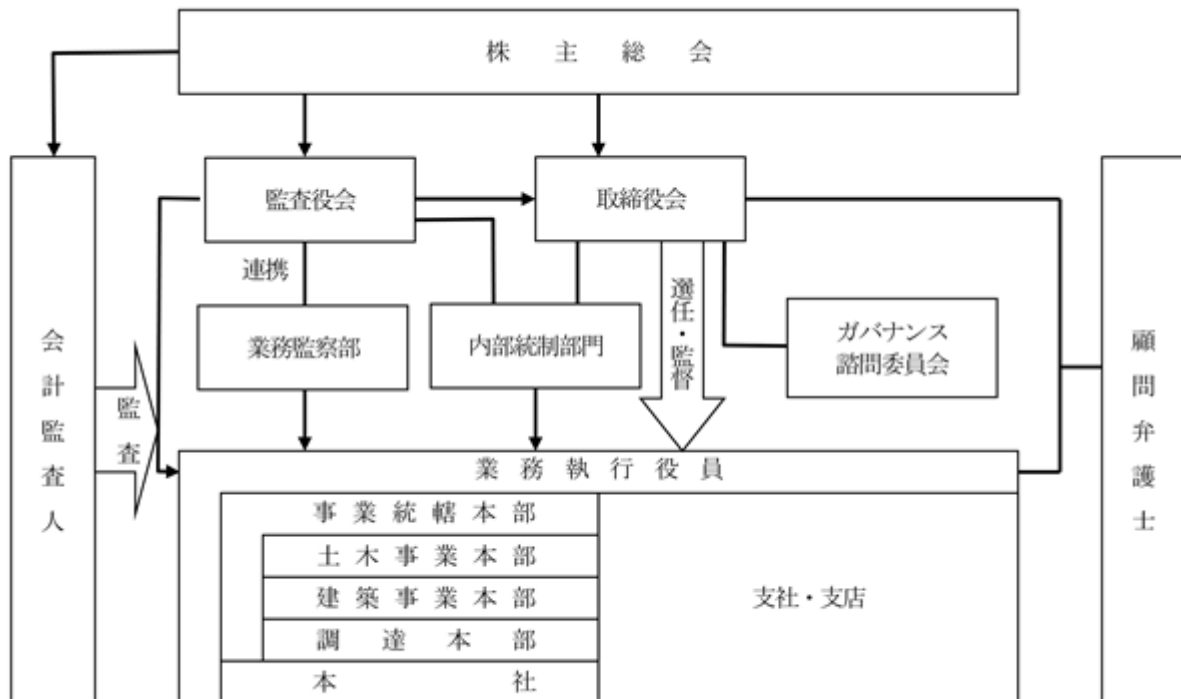 株主総会
監査役会
取締役会
連携
選任・監督
業務監察部
内部統制部門
ガバナンス
諮問委員会
会計監査人
監査
顧問弁護士
業務執行役員
事業統轄本部
土木事業本部
建築事業本部
調達本部
本社
支社・支店